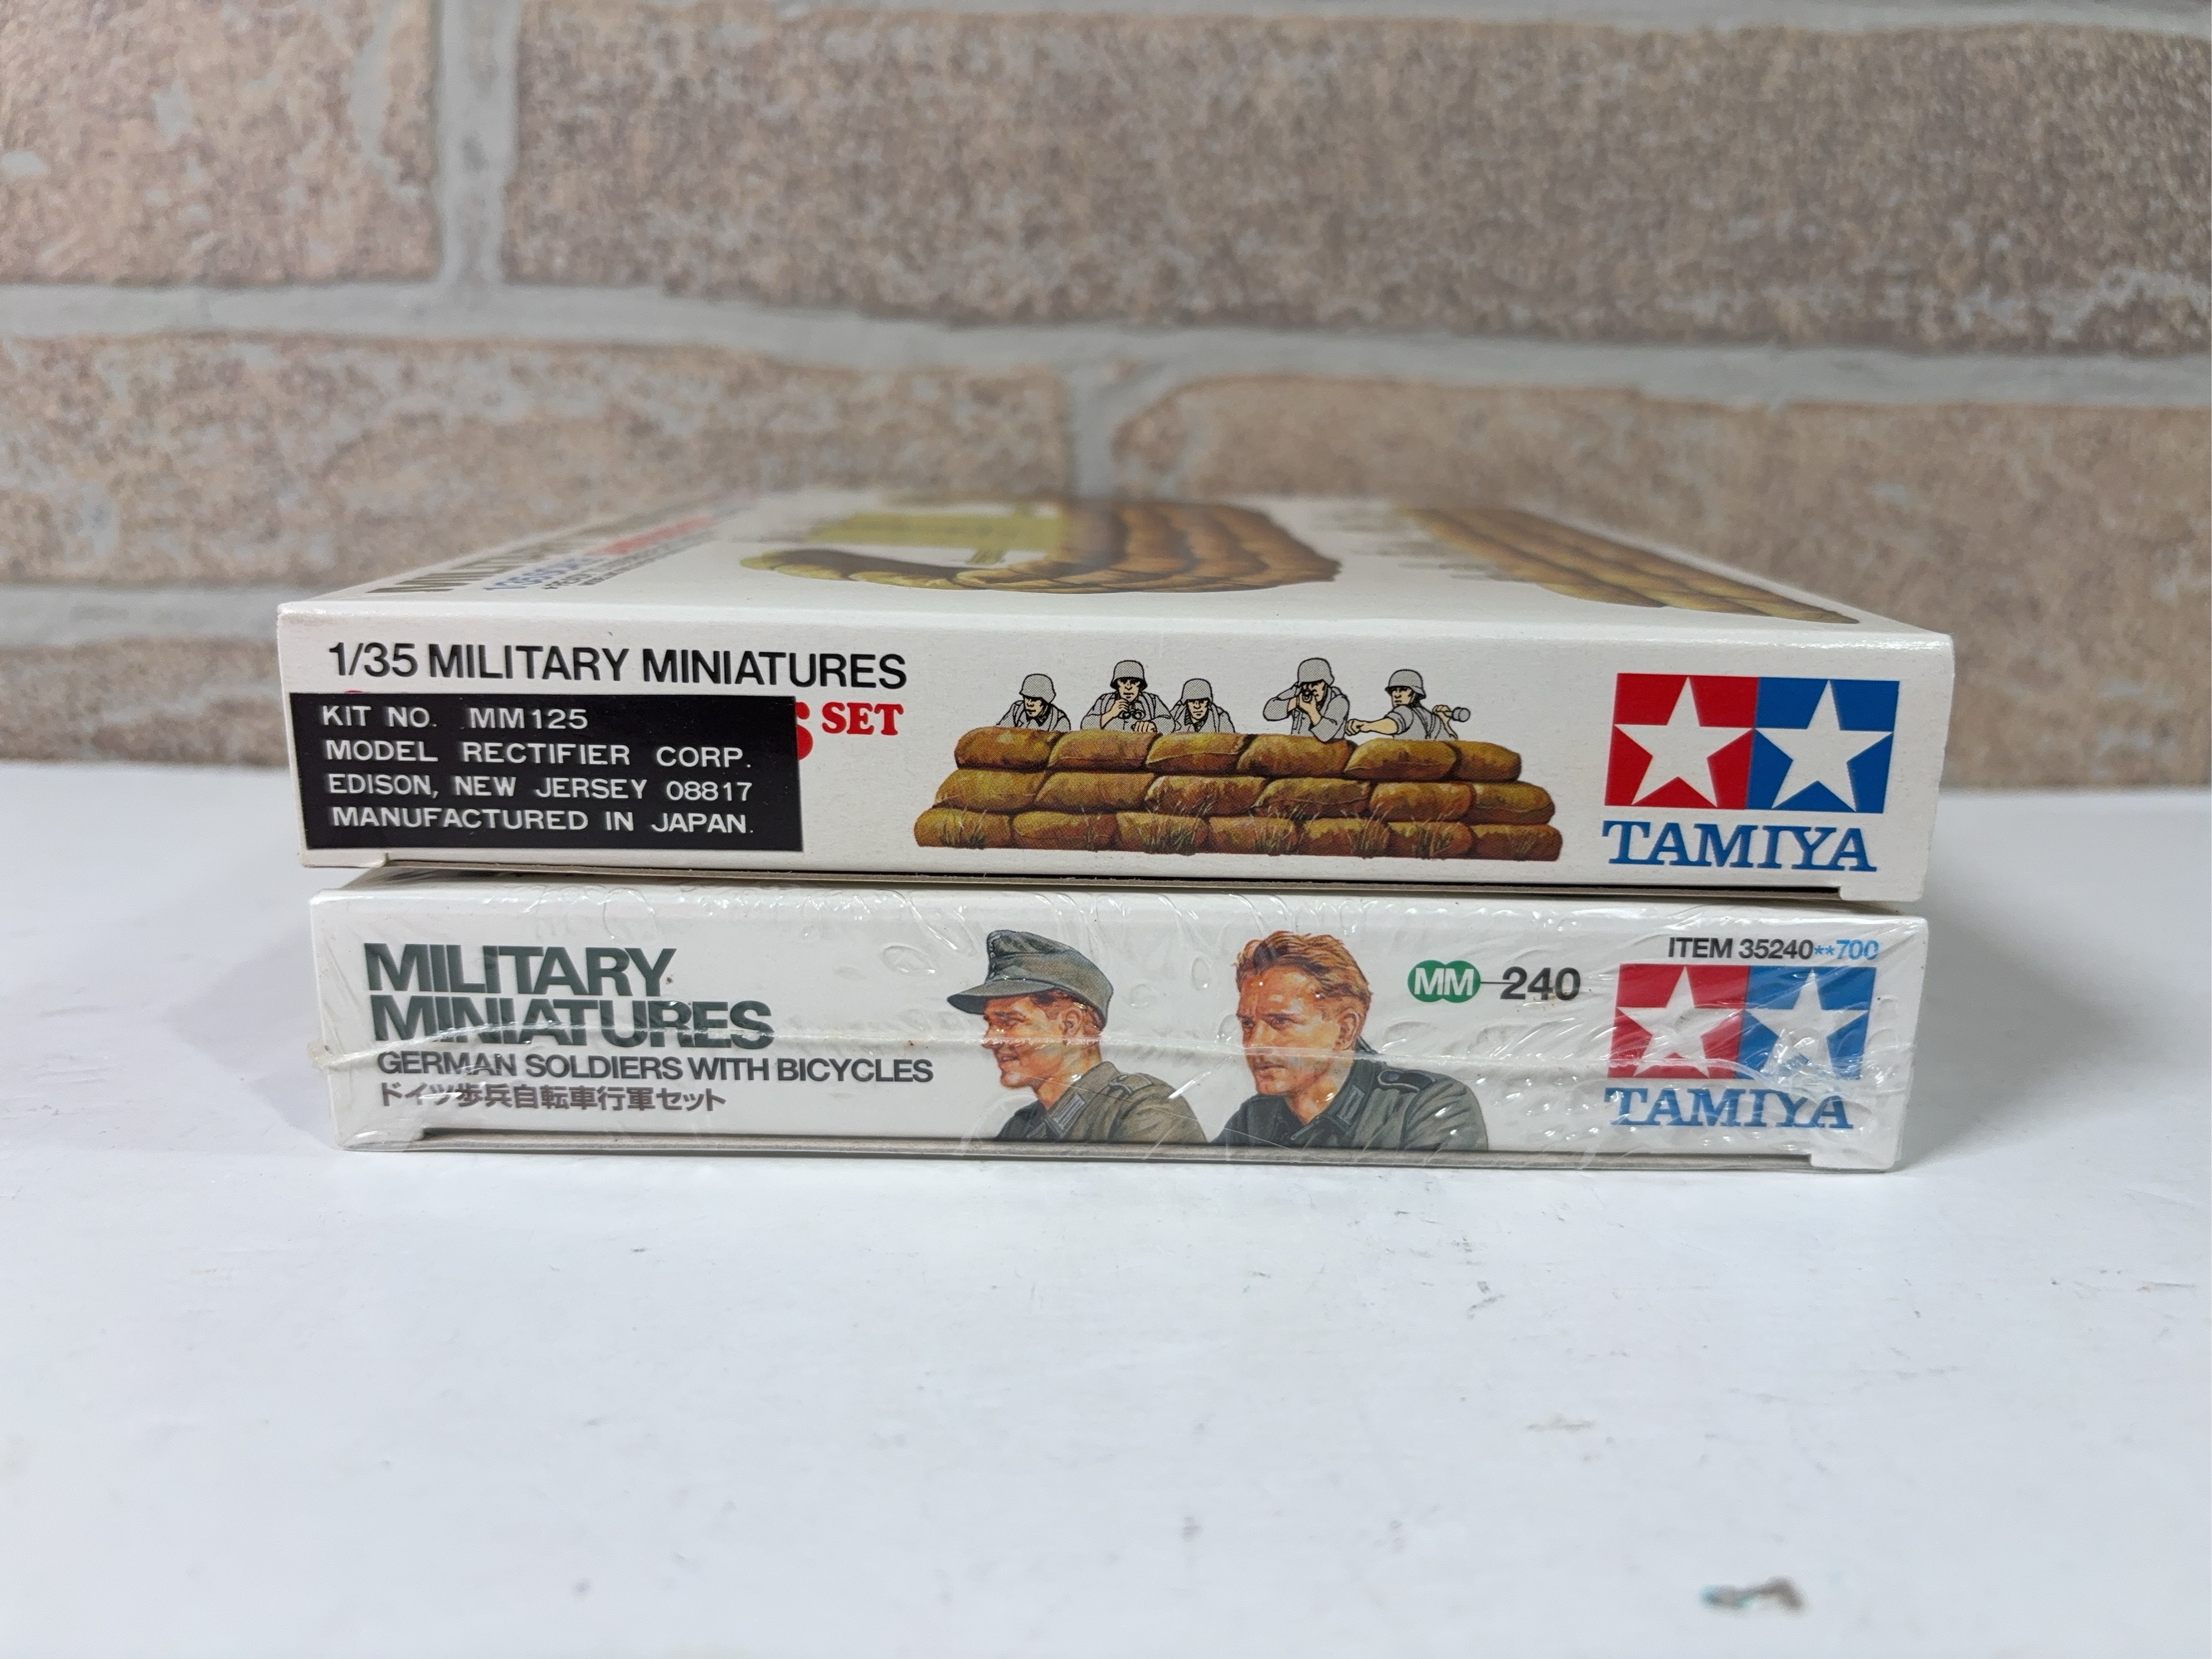 1/35 MILITARY MINIATURES
S SET
KIT NO. MM125
MODEL RECTIFIER CORP.
EDISON, NEW JERSEY 08817
MANUFACTURED IN JAPAN.
TAMIYA
MILITARY
MINIATURES
GERMAN SOLDIERS WITH BICYCLES
ドイツ歩兵自転車行軍セット
MM 240
ITEM 35240**700
TAMIYA